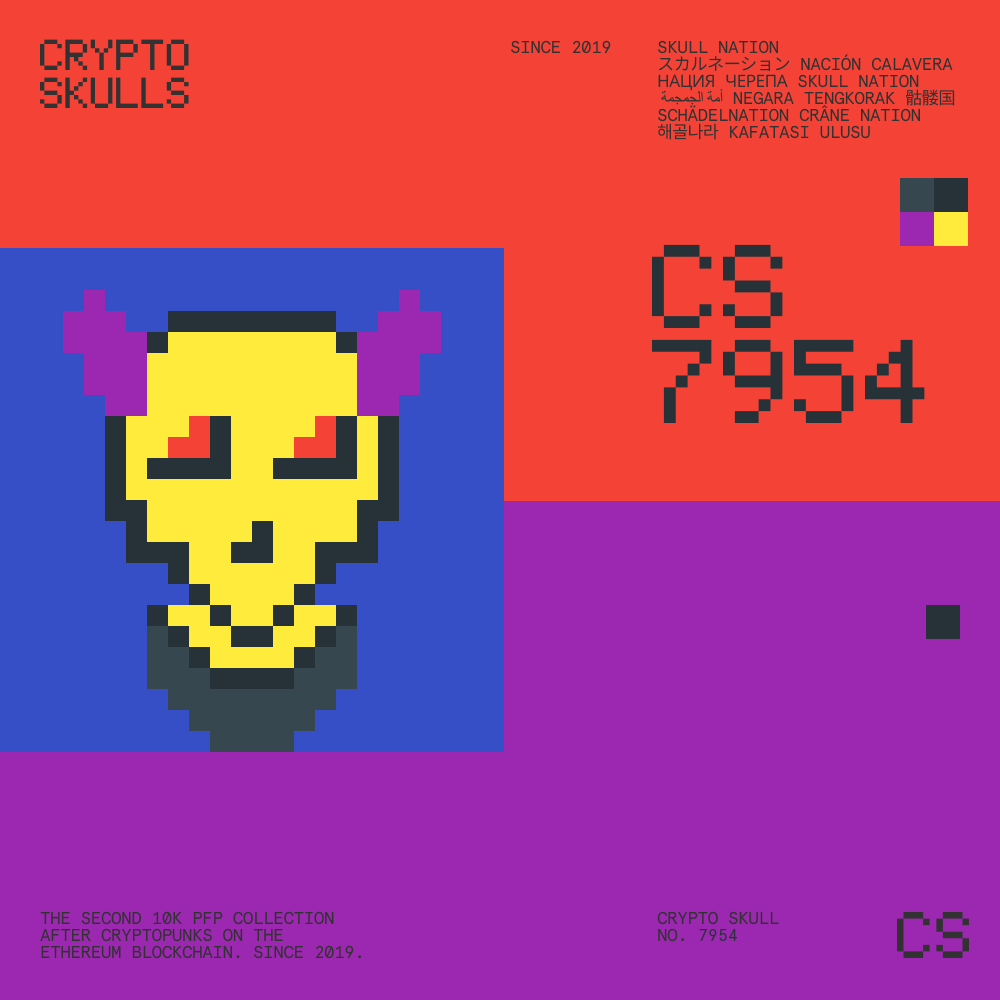 CRYPTO
SKULLS
SINCE 2019
SKULL NATION
スカルネーション NACIÓN CALAVERA
НАЦИЯ ЧЕРЕПА SKULL NATION
أمة الجمجمة NEGARA TENGKORAK 骷髅国
SCHÄDELNATION CRÂNE NATION
해골나라 KAFATASI ULUSU
CS
7954
THE SECOND 10K PFP COLLECTION
AFTER CRYPTOPUNKS ON THE
ETHEREUM BLOCKCHAIN. SINCE 2019.
CRYPTO SKULL
NO. 7954
CS